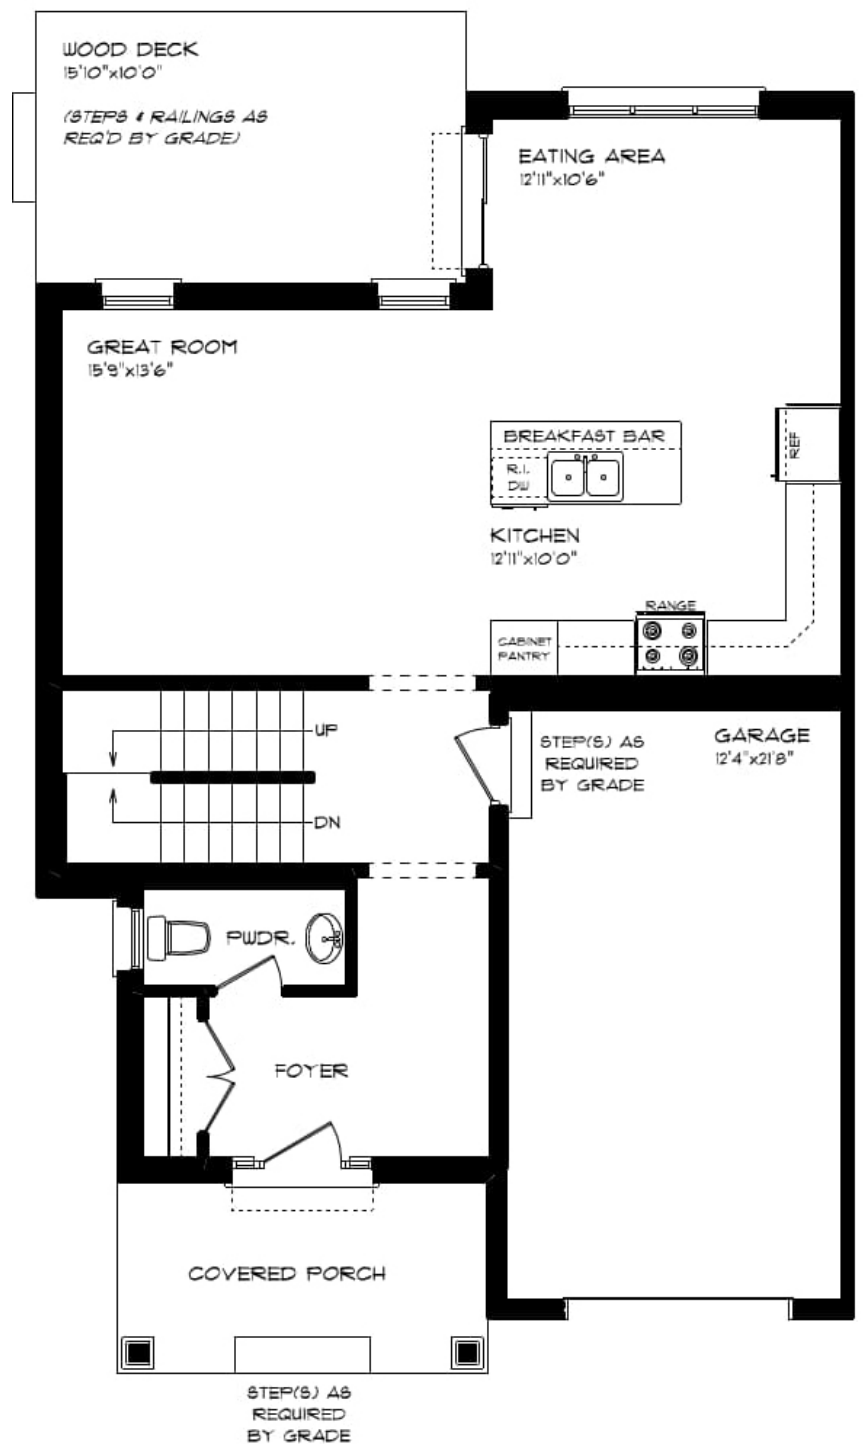 WOOD DECK
15'10"x10'0"
(STEPS & RAILINGS AS
REQ'D BY GRADE)
EATING AREA
12'11"x10'6"
GREAT ROOM
15'9"x13'6"
BREAKFAST BAR
R.I.
DW
REF
KITCHEN
12'11"x10'0"
RANGE
CABINET
PANTRY
UP
DN
STEP(S) AS
REQUIRED
BY GRADE
GARAGE
12'4"x21'8"
PWDR.
FOYER
COVERED PORCH
STEP(S) AS
REQUIRED
BY GRADE